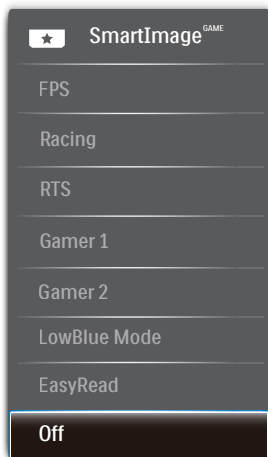 SmartImage GAME
FPS
Racing
RTS
Gamer 1
Gamer 2
LowBlue Mode
EasyRead
Off